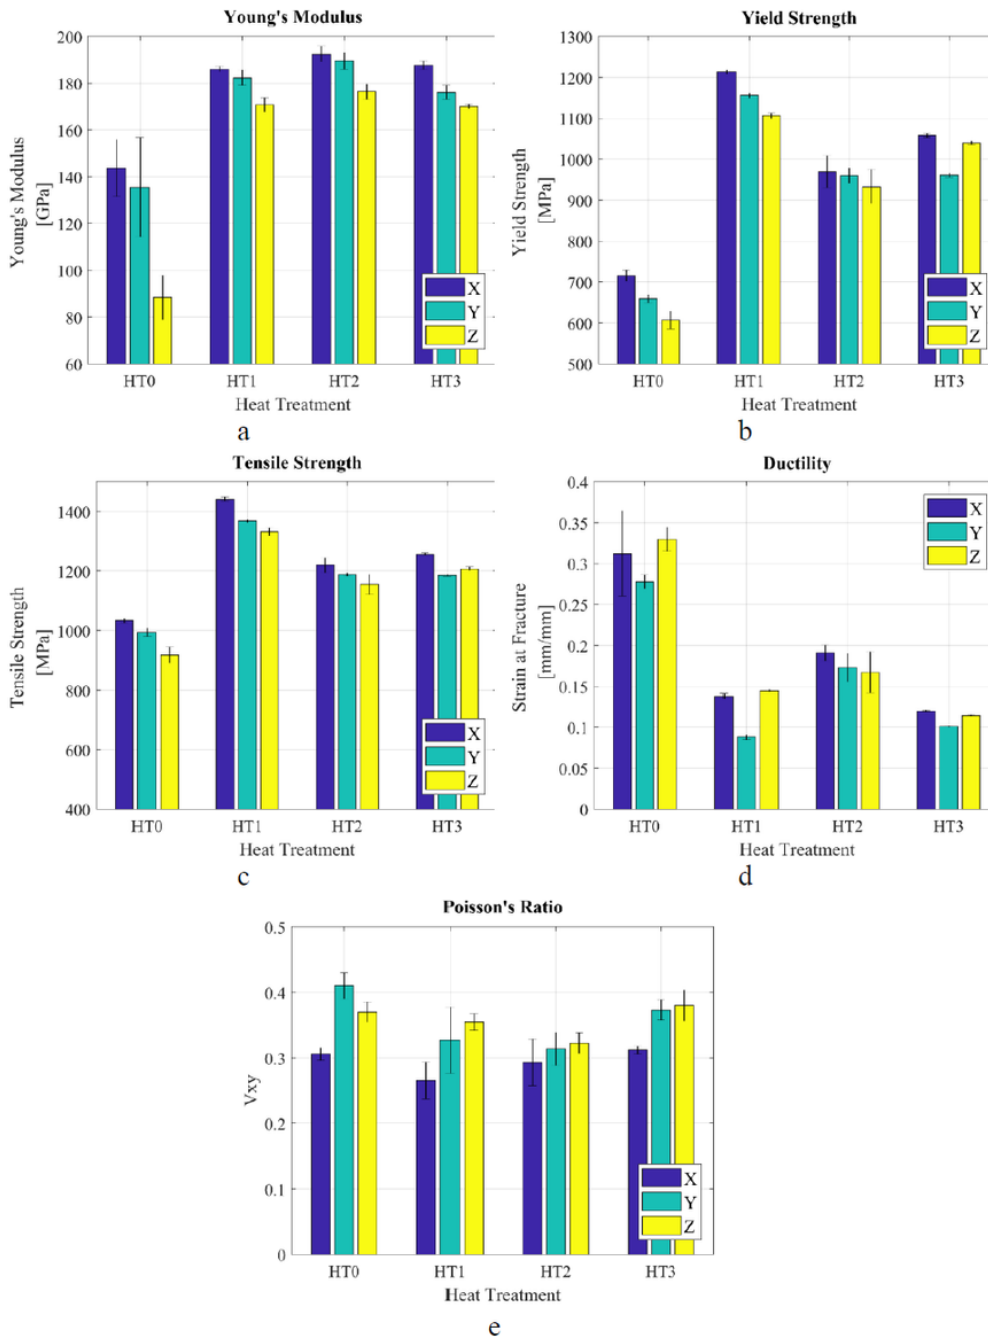 Young's Modulus
200
180
160
140
120
100
80
60
Young's Modulus
[GPa]
X
Y
Z
HT0 HT1 HT2 HT3
Heat Treatment
a
Yield Strength
1300
1200
1100
1000
900
800
700
600
500
Yield Strength
[MPa]
X
Y
Z
HT0 HT1 HT2 HT3
Heat Treatment
b
Tensile Strength
1400
1200
1000
800
600
400
Tensile Strength
[MPa]
X
Y
Z
HT0 HT1 HT2 HT3
Heat Treatment
c
Ductility
0.4
0.35
0.3
0.25
0.2
0.15
0.1
0.05
0
Strain at Fracture
[mm/mm]
X
Y
Z
HT0 HT1 HT2 HT3
Heat Treatment
d
Poisson's Ratio
0.5
0.4
0.3
0.2
0.1
0
Vxy
X
Y
Z
HT0 HT1 HT2 HT3
Heat Treatment
e